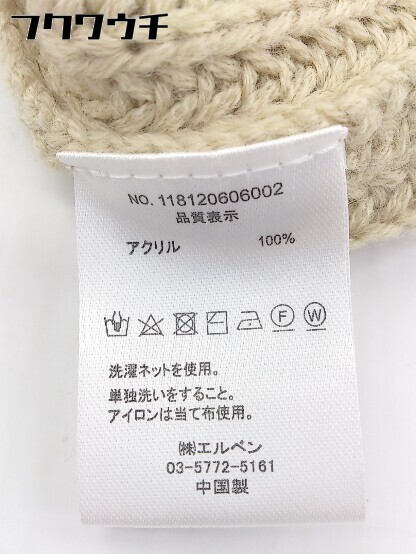 フクワウチ
NO. 118120606002
品質表示
アクリル 100%
F W
洗濯ネットを使用。
単独洗いをすること。
アイロンは当て布使用。
㈱エルペン
03-5772-5161
中国製